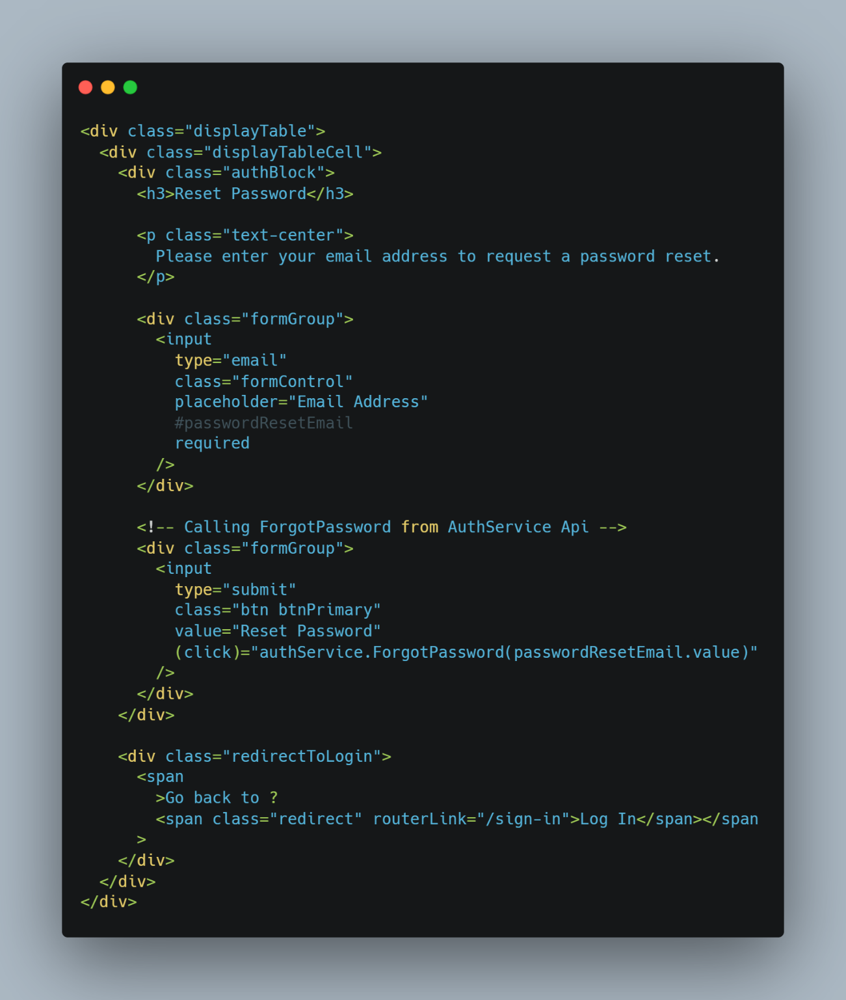 <div class="displayTable">
  <div class="displayTableCell">
    <div class="authBlock">
      <h3>Reset Password</h3>

      <p class="text-center">
        Please enter your email address to request a password reset.
      </p>

      <div class="formGroup">
        <input
          type="email"
          class="formControl"
          placeholder="Email Address"
          #passwordResetEmail
          required
        />
      </div>

      <!-- Calling ForgotPassword from AuthService Api -->
      <div class="formGroup">
        <input
          type="submit"
          class="btn btnPrimary"
          value="Reset Password"
          (click)="authService.ForgotPassword(passwordResetEmail.value)"
        />
      </div>
    </div>

    <div class="redirectToLogin">
      <span
        >Go back to ?
        <span class="redirect" routerLink="/sign-in">Log In</span></span
      >
    </div>
  </div>
</div>